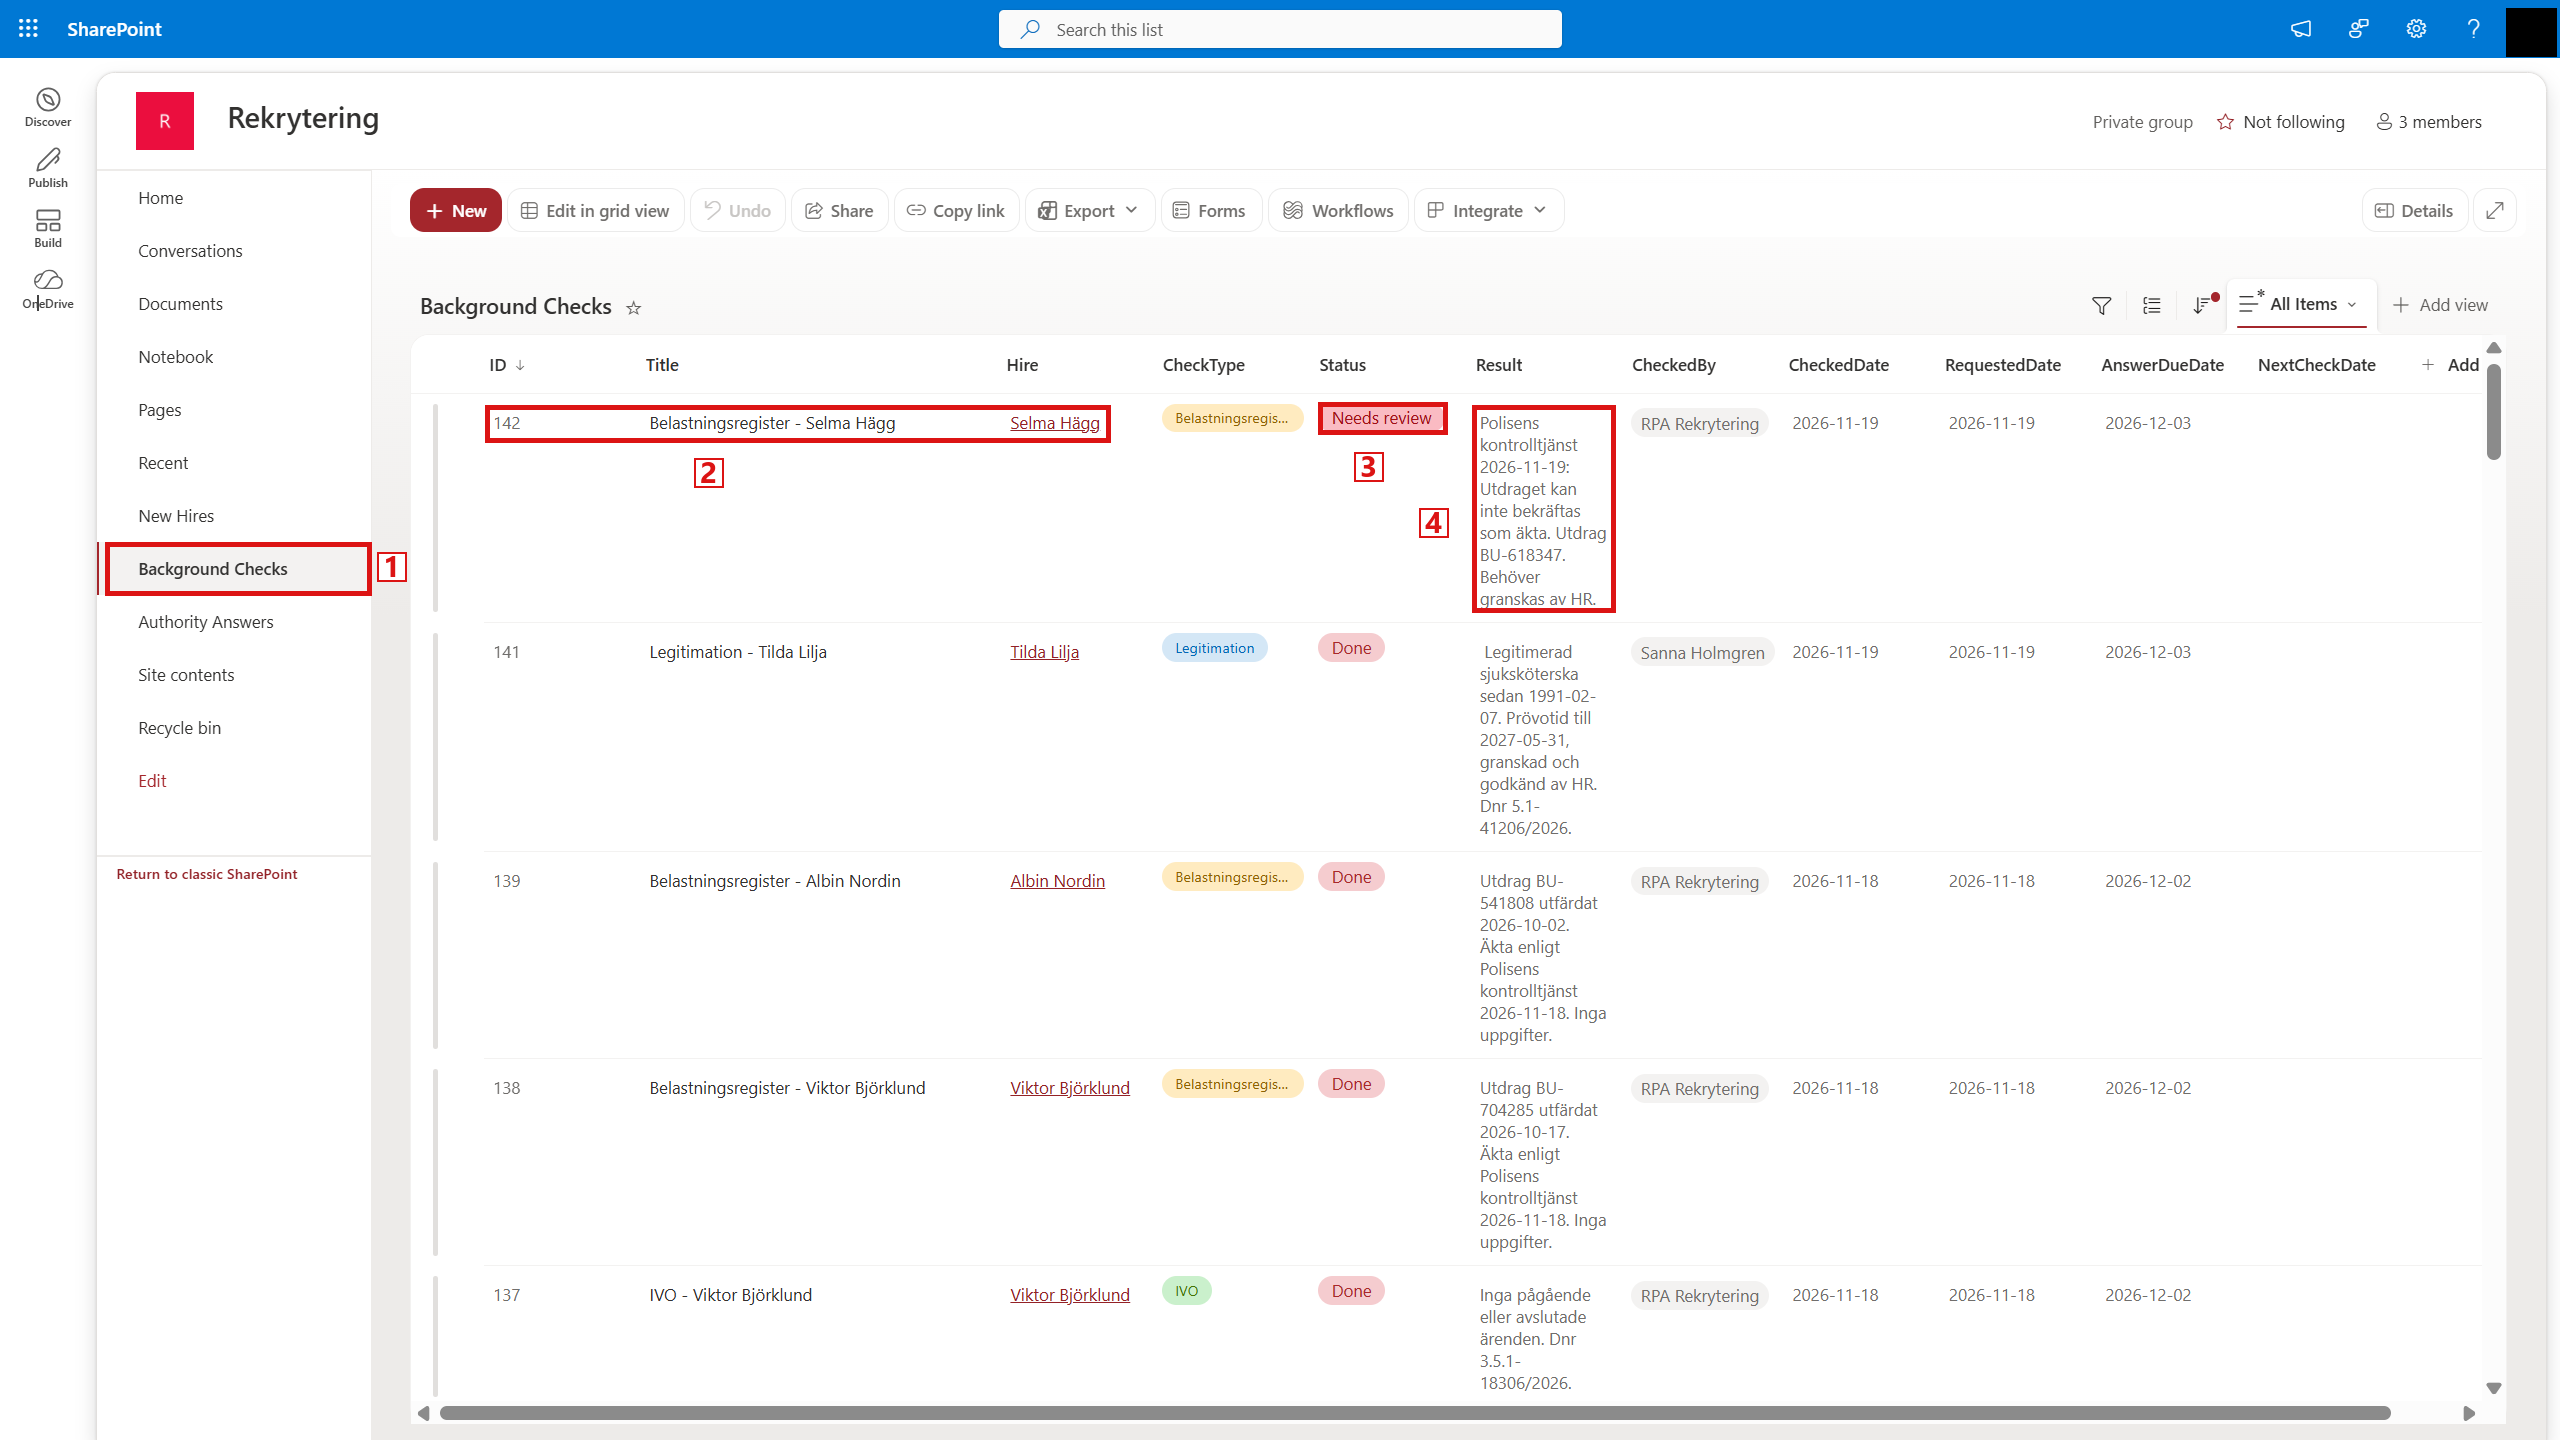 SharePoint
Search this list
Discover
Publish
Build
OneDrive
R
Rekrytering
Private group
Not following
3 members
Home
Conversations
Documents
Notebook
Pages
Recent
New Hires
Background Checks
Authority Answers
Site contents
Recycle bin
Edit
Return to classic SharePoint
1
New
Edit in grid view
Undo
Share
Copy link
Export
Forms
Workflows
Integrate
Details
Background Checks
All Items
Add view
ID
Title
Hire
CheckType
Status
Result
CheckedBy
CheckedDate
RequestedDate
AnswerDueDate
NextCheckDate
Add
142
Belastningsregister - Selma Hägg
Selma Hägg
Belastningsregis...
Needs review
Polisens
kontrolltjänst
2026-11-19:
Utdraget kan
inte bekräftas
som äkta. Utdrag
BU-618347.
Behöver
granskas av HR.
RPA Rekrytering
2026-11-19
2026-11-19
2026-12-03
2
3
4
141
Legitimation - Tilda Lilja
Tilda Lilja
Legitimation
Done
Legitimerad
sjuksköterska
sedan 1991-02-
07. Prövotid till
2027-05-31,
granskad och
godkänd av HR.
Dnr 5.1-
41206/2026.
Sanna Holmgren
2026-11-19
2026-11-19
2026-12-03
139
Belastningsregister - Albin Nordin
Albin Nordin
Belastningsregis...
Done
Utdrag BU-
541808 utfärdat
2026-10-02.
Äkta enligt
Polisens
kontrolltjänst
2026-11-18. Inga
uppgifter.
RPA Rekrytering
2026-11-18
2026-11-18
2026-12-02
138
Belastningsregister - Viktor Björklund
Viktor Björklund
Belastningsregis...
Done
Utdrag BU-
704285 utfärdat
2026-10-17.
Äkta enligt
Polisens
kontrolltjänst
2026-11-18. Inga
uppgifter.
RPA Rekrytering
2026-11-18
2026-11-18
2026-12-02
137
IVO - Viktor Björklund
Viktor Björklund
IVO
Done
Inga pågående
eller avslutade
ärenden. Dnr
3.5.1-
18306/2026.
RPA Rekrytering
2026-11-18
2026-11-18
2026-12-02